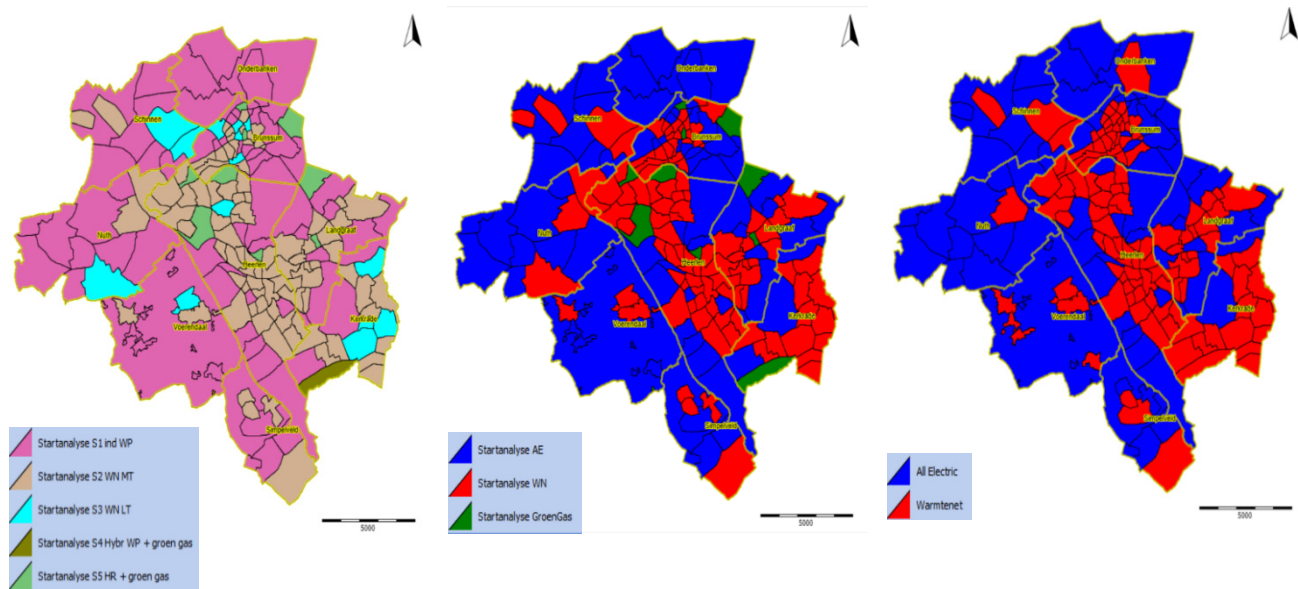 Onderbanken
Schinnen
Brunssum
Nuth
Landgraaf
Heerlen
Kerkrade
Voerendaal
Simpelveld
Startanalyse S1 ind WP
Startanalyse S2 WN MT
Startanalyse S3 WN LT
Startanalyse S4 Hybr WP + groen gas
Startanalyse S5 HR + groen gas
5000
Onderbanken
Schinnen
Brunssum
Nuth
Landgraaf
Heerlen
Kerkrade
Voerendaal
Simpelveld
Startanalyse AE
Startanalyse WN
Startanalyse GroenGas
5000
Onderbanken
Schinnen
Brunssum
Nuth
Landgraaf
Heerlen
Kerkrade
Voerendaal
Simpelveld
All Electric
Warmtenet
5000